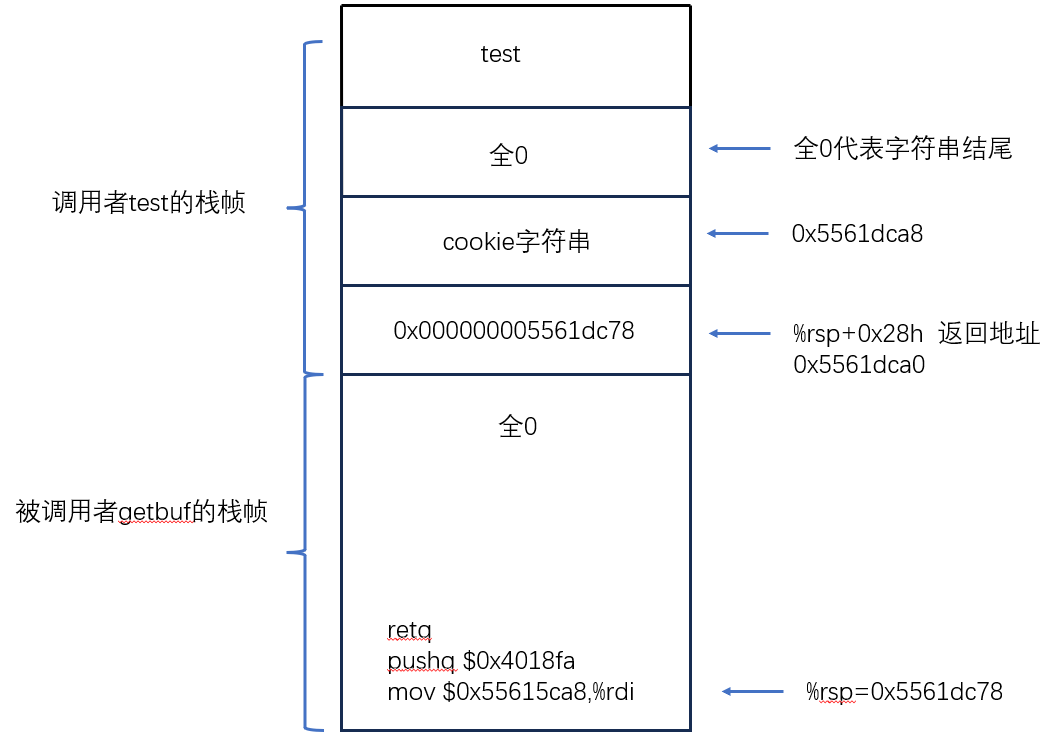 test
全0
全0代表字符串结尾
调用者test的栈帧
cookie字符串
0x5561dca8
0x000000005561dc78
%rsp+0x28h 返回地址
0x5561dca0
全0
被调用者getbuf的栈帧
retq
pushq $0x4018fa
mov $0x55615ca8,%rdi
%rsp=0x5561dc78